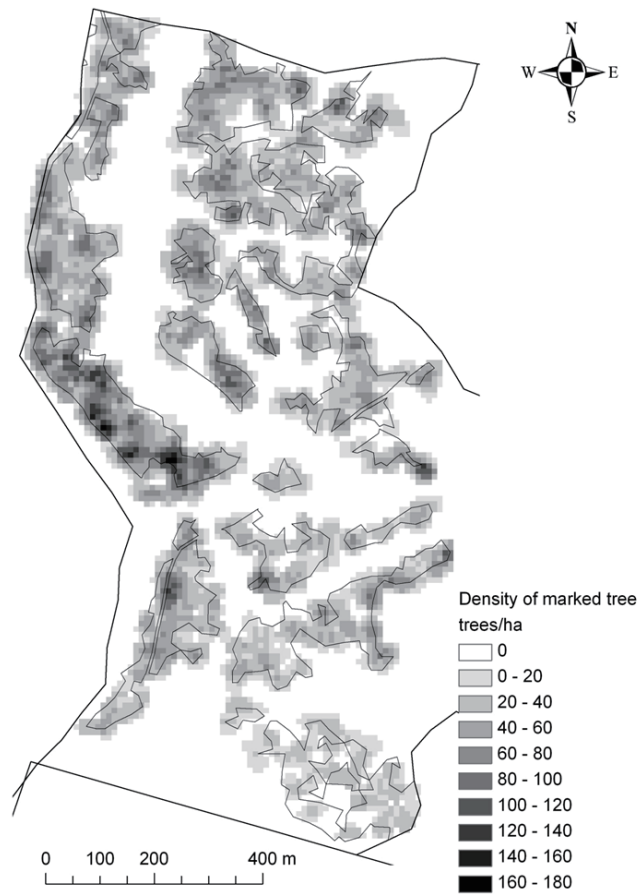 N
W E
S
Density of marked tree
trees/ha
0
0 - 20
20 - 40
40 - 60
60 - 80
80 - 100
100 - 120
120 - 140
140 - 160
160 - 180
0 100 200 400 m